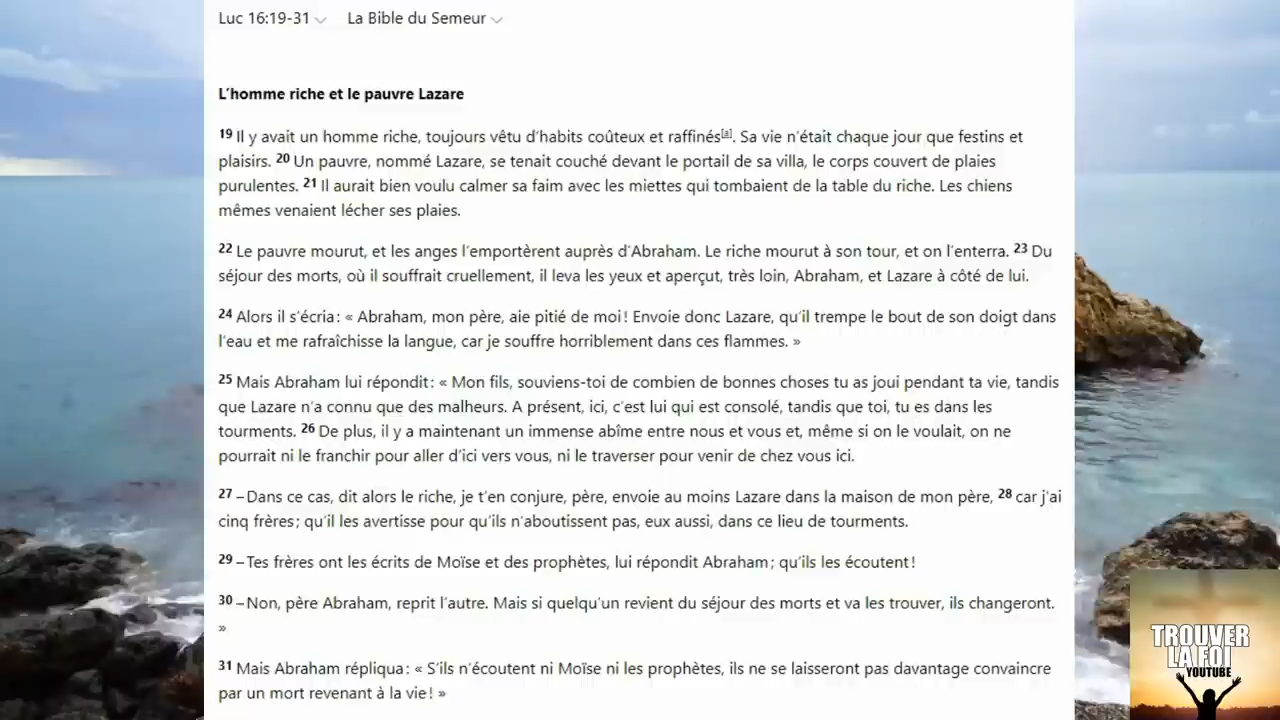 Luc 16:19-31 La Bible du Semeur
L’homme riche et le pauvre Lazare
19 Il y avait un homme riche, toujours vêtu d’habits coûteux et raffinés[a]. Sa vie n’était chaque jour que festins et
plaisirs. 20 Un pauvre, nommé Lazare, se tenait couché devant le portail de sa villa, le corps couvert de plaies
purulentes. 21 Il aurait bien voulu calmer sa faim avec les miettes qui tombaient de la table du riche. Les chiens
mêmes venaient lécher ses plaies.
22 Le pauvre mourut, et les anges l’emportèrent auprès d’Abraham. Le riche mourut à son tour, et on l’enterra. 23 Du
séjour des morts, où il souffrait cruellement, il leva les yeux et aperçut, très loin, Abraham, et Lazare à côté de lui.
24 Alors il s’écria : « Abraham, mon père, aie pitié de moi ! Envoie donc Lazare, qu’il trempe le bout de son doigt dans
l’eau et me rafraîchisse la langue, car je souffre horriblement dans ces flammes. »
25 Mais Abraham lui répondit : « Mon fils, souviens-toi de combien de bonnes choses tu as joui pendant ta vie, tandis
que Lazare n’a connu que des malheurs. A présent, ici, c’est lui qui est consolé, tandis que toi, tu es dans les
tourments. 26 De plus, il y a maintenant un immense abîme entre nous et vous et, même si on le voulait, on ne
pourrait ni le franchir pour aller d’ici vers vous, ni le traverser pour venir de chez vous ici.
27 – Dans ce cas, dit alors le riche, je t’en conjure, père, envoie au moins Lazare dans la maison de mon père, 28 car j’ai
cinq frères ; qu’il les avertisse pour qu’ils n’aboutissent pas, eux aussi, dans ce lieu de tourments.
29 – Tes frères ont les écrits de Moïse et des prophètes, lui répondit Abraham ; qu’ils les écoutent !
30 – Non, père Abraham, reprit l’autre. Mais si quelqu’un revient du séjour des morts et va les trouver, ils changeront.
»
31 Mais Abraham répliqua : « S’ils n’écoutent ni Moïse ni les prophètes, ils ne se laisseront pas davantage convaincre
par un mort revenant à la vie ! »
TROUVER
LA FOI
YOUTUBE